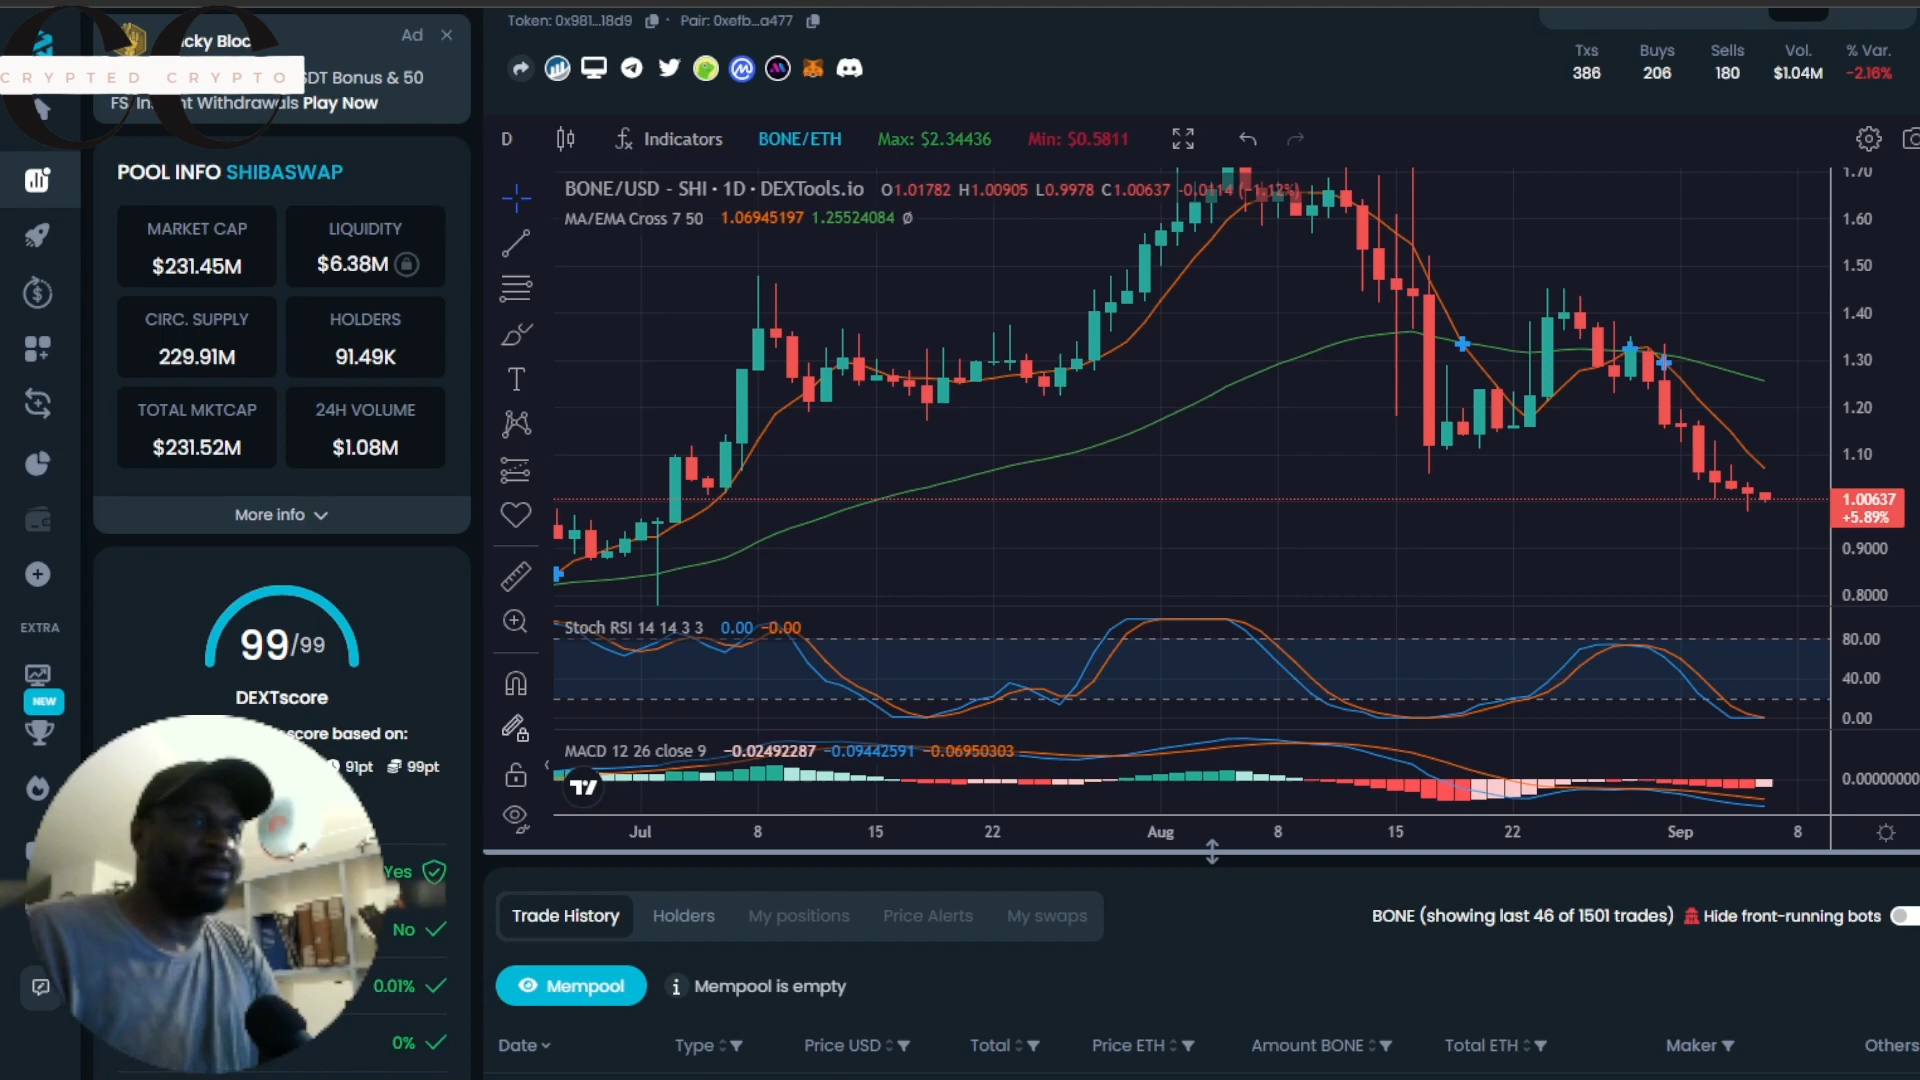 Token: 0x981...18d9 · Pair: 0xefb...a477
Ad
CRYPTED CRYPTO
DT Bonus & 50
Withdrawals Play Now
Txs Buys Sells Vol. % Var.
386 206 180 $1.04M -2.16%
D Indicators BONE/ETH Max: $2.34436 Min: $0.5811
POOL INFO SHIBASWAP
MARKET CAP
$231.45M
LIQUIDITY
$6.38M
CIRC. SUPPLY
229.91M
HOLDERS
91.49K
TOTAL MKTCAP
$231.52M
24H VOLUME
$1.08M
More info
EXTRA
NEW
99/99
DEXTscore
score based on:
91pt 99pt
Yes
No
0.01%
0%
BONE/USD - SHI · 1D · DEXTools.io O1.01782 H1.00905 L0.9978 C1.00637 -0.0114 (-1.12%)
MA/EMA Cross 7 50 1.06945197 1.25524084 Ø
1.70
1.60
1.50
1.40
1.30
1.20
1.10
1.00637
+5.89%
0.9000
0.8000
Stoch RSI 14 14 3 3 0.00 -0.00
80.00
40.00
0.00
MACD 12 26 close 9 -0.02492287 -0.09442591 -0.06950303
0.00000000
Jul 8 15 22 Aug 8 15 22 Sep 8
Trade History Holders My positions Price Alerts My swaps
BONE (showing last 46 of 1501 trades) Hide front-running bots
Mempool Mempool is empty
Date Type Price USD Total Price ETH Amount BONE Total ETH Maker Others